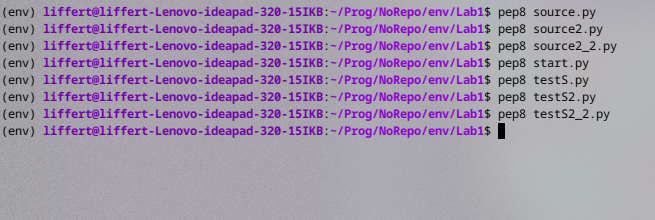 (env) liffert@liffert-Lenovo-ideapad-320-15IKB:~/Prog/NoRepo/env/Lab1$ pep8 source.py
(env) liffert@liffert-Lenovo-ideapad-320-15IKB:~/Prog/NoRepo/env/Lab1$ pep8 source2.py
(env) liffert@liffert-Lenovo-ideapad-320-15IKB:~/Prog/NoRepo/env/Lab1$ pep8 source2_2.py
(env) liffert@liffert-Lenovo-ideapad-320-15IKB:~/Prog/NoRepo/env/Lab1$ pep8 start.py
(env) liffert@liffert-Lenovo-ideapad-320-15IKB:~/Prog/NoRepo/env/Lab1$ pep8 testS.py
(env) liffert@liffert-Lenovo-ideapad-320-15IKB:~/Prog/NoRepo/env/Lab1$ pep8 testS2.py
(env) liffert@liffert-Lenovo-ideapad-320-15IKB:~/Prog/NoRepo/env/Lab1$ pep8 testS2_2.py
(env) liffert@liffert-Lenovo-ideapad-320-15IKB:~/Prog/NoRepo/env/Lab1$